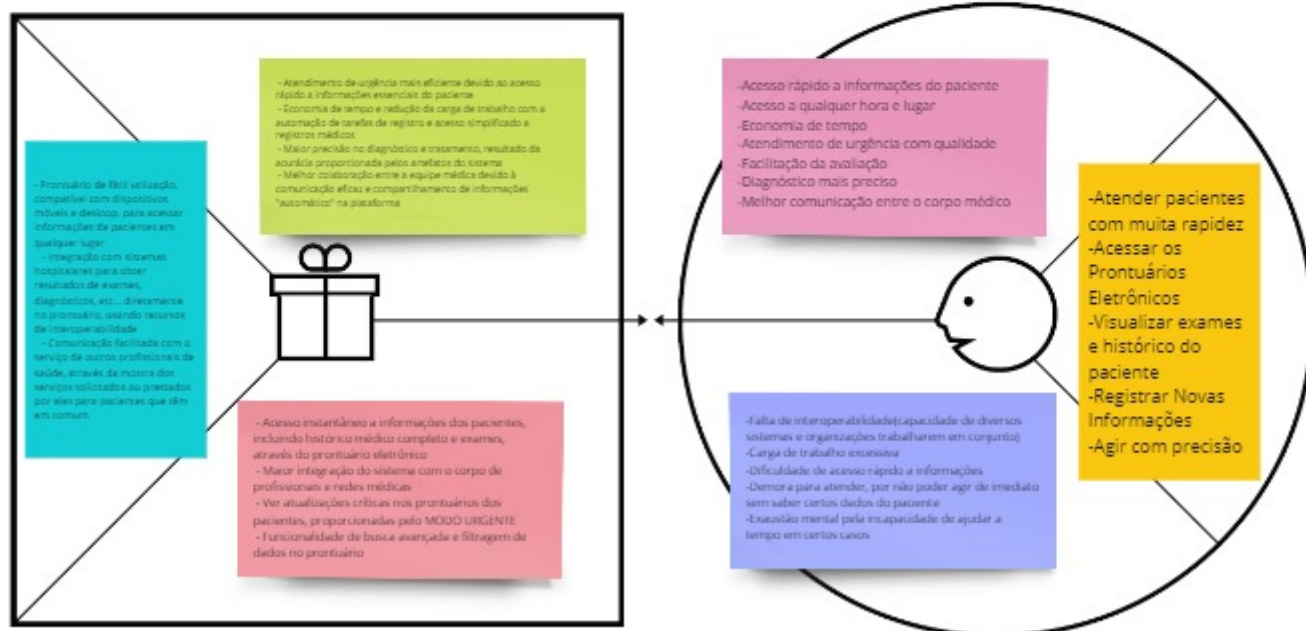 - Atendimento de urgência mais eficiente devido ao acesso
rápido a informações essenciais do paciente
- Economia de tempo e redução da carga de trabalho com a
automação de tarefas de registro e acesso simplificado a
registros médicos
- Maior precisão no diagnóstico e tratamento, resultado da
acurácia proporcionada pelos artefatos do sistema
- Melhor colaboração entre a equipe médica devido à
comunicação eficaz e compartilhamento de informações
"automático" na plataforma
- Prontuário de fácil utilização,
compatível com dispositivos
móveis e desktop, para acessar
informações de pacientes em
qualquer lugar
- Integração com sistemas
hospitalares para obter
resultados de exames,
diagnósticos, etc... diretamente
no prontuário, usando recursos
de interoperabilidade
- Comunicação facilitada com o
serviço de outros profissionais de
saúde, através da mostra dos
serviços solicitados ou prestados
por eles para pacientes que têm
em comum
- Acesso instantâneo a informações dos pacientes,
incluindo histórico médico completo e exames,
através do prontuário eletrônico
- Maior integração do sistema com o corpo de
profissionais e redes médicas
- Ver atualizações críticas nos prontuários dos
pacientes, proporcionadas pelo MODO URGENTE
- Funcionalidade de busca avançada e filtragem de
dados no prontuário
-Acesso rápido a informações do paciente
-Acesso a qualquer hora e lugar
-Economia de tempo
-Atendimento de urgência com qualidade
-Facilitação da avaliação
-Diagnóstico mais preciso
-Melhor comunicação entre o corpo médico
-Atender pacientes
com muita rapidez
-Acessar os
Prontuários
Eletrônicos
-Visualizar exames
e histórico do
paciente
-Registrar Novas
Informações
-Agir com precisão
-Falta de interoperabilidade(capacidade de diversos
sistemas e organizações trabalharem em conjunto)
-Carga de trabalho excessiva
-Dificuldade de acesso rápido a informações
-Demora para atender, por não poder agir de imediato
sem saber certos dados do paciente
-Exaustão mental pela incapacidade de ajudar a
tempo em certos casos